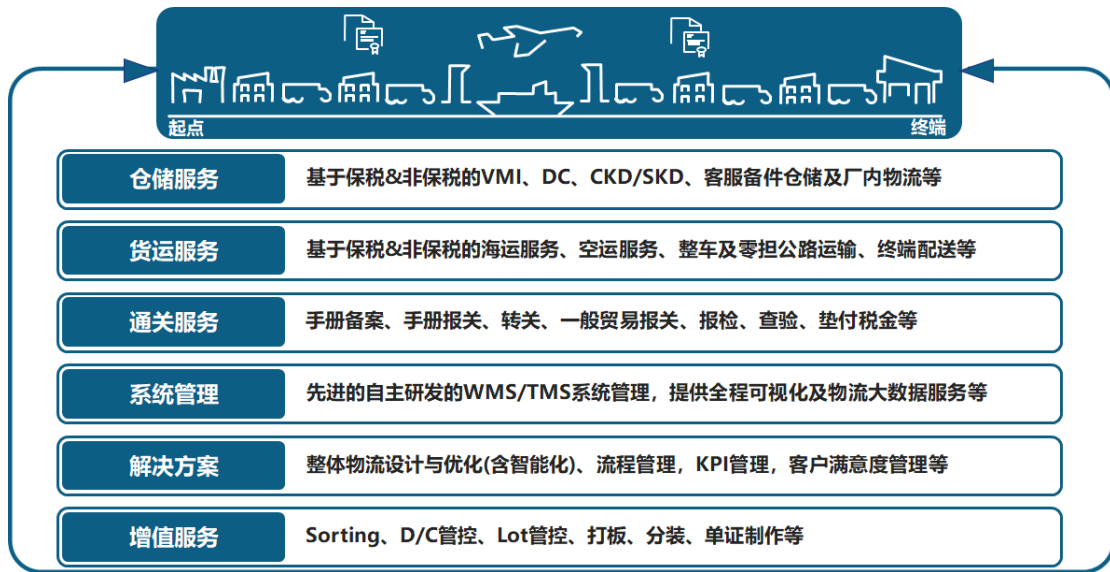 起点
终端
仓储服务
基于保税&非保税的VMI、DC、CKD/SKD、客服备件仓储及厂内物流等
货运服务
基于保税&非保税的海运服务、空运服务、整车及零担公路运输、终端配送等
通关服务
手册备案、手册报关、转关、一般贸易报关、报检、查验、垫付税金等
系统管理
先进的自主研发的WMS/TMS系统管理，提供全程可视化及物流大数据服务等
解决方案
整体物流设计与优化(含智能化)、流程管理，KPI管理，客户满意度管理等
增值服务
Sorting、D/C管控、Lot管控、打板、分装、单证制作等